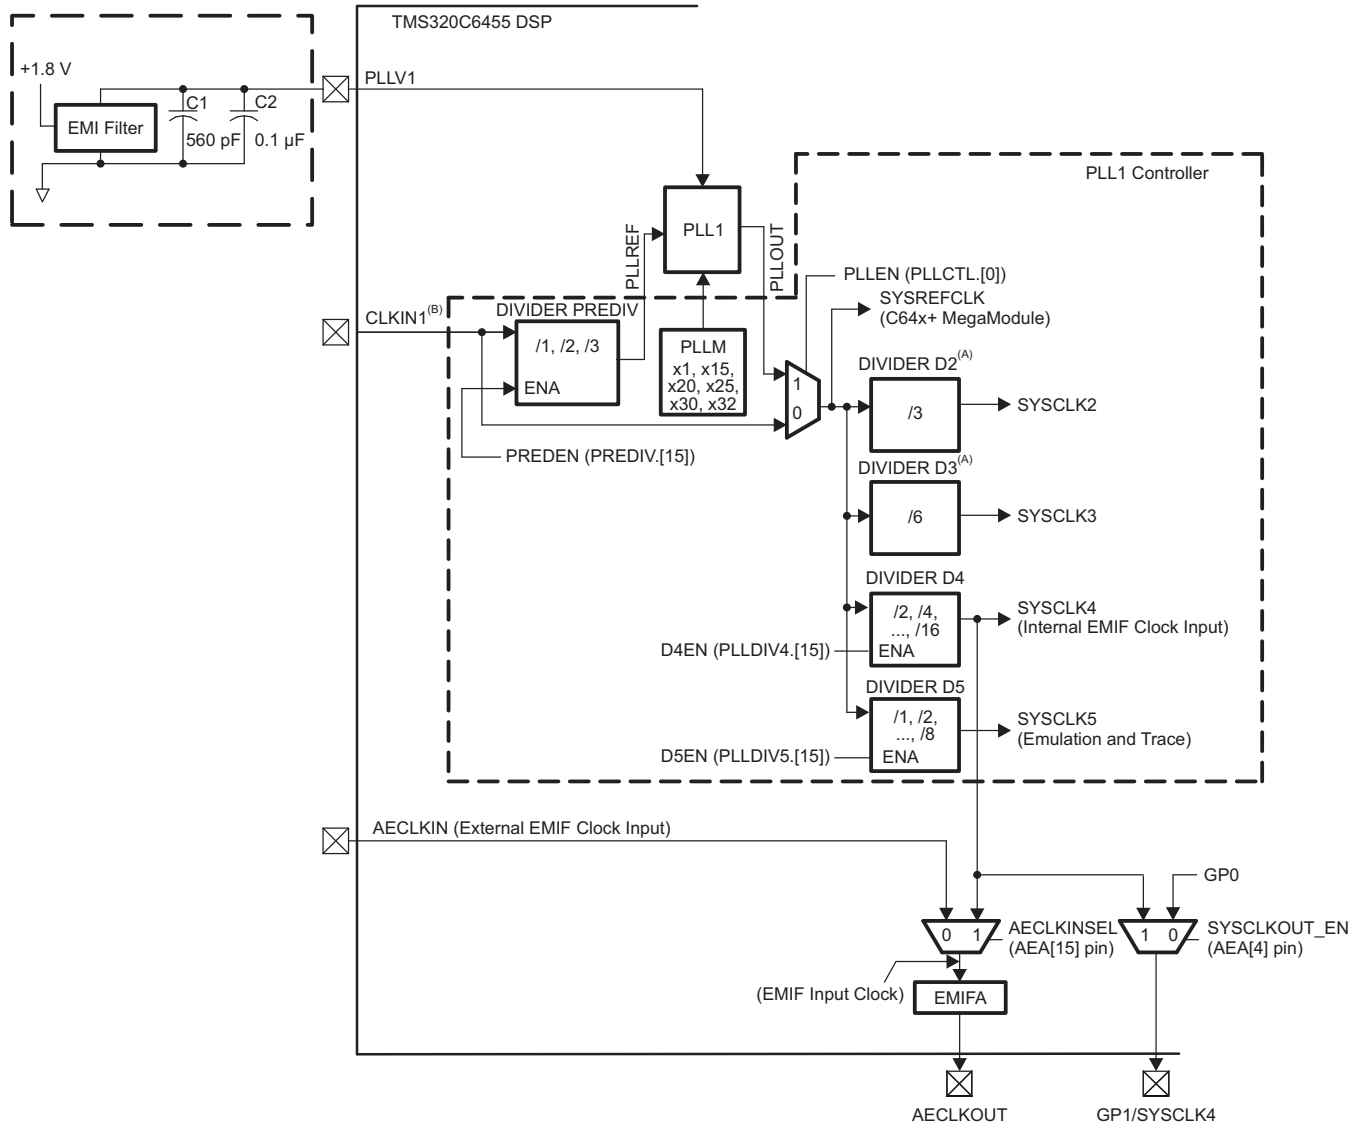 TMS320C6455 DSP
+1.8 V
PLLV1
C1
C2
EMI Filter
560 pF
0.1 µF
PLL1 Controller
PLL1
PLLREF
PLLOUT
PLLEN (PLLCTL.[0])
SYSREFCLK
(C64x+ MegaModule)
CLKIN1(B)
DIVIDER PREDIV
/1, /2, /3
ENA
PLLM
x1, x15,
x20, x25,
x30, x32
1
0
DIVIDER D2(A)
/3
SYSCLK2
PREDEN (PREDIV.[15])
DIVIDER D3(A)
/6
SYSCLK3
DIVIDER D4
/2, /4,
..., /16
ENA
SYSCLK4
(Internal EMIF Clock Input)
D4EN (PLLDIV4.[15])
DIVIDER D5
/1, /2,
..., /8
ENA
SYSCLK5
(Emulation and Trace)
D5EN (PLLDIV5.[15])
AECLKIN (External EMIF Clock Input)
GP0
0 1
AECLKINSEL
(AEA[15] pin)
1 0
SYSCLKOUT_EN
(AEA[4] pin)
(EMIF Input Clock)
EMIFA
AECLKOUT
GP1/SYSCLK4